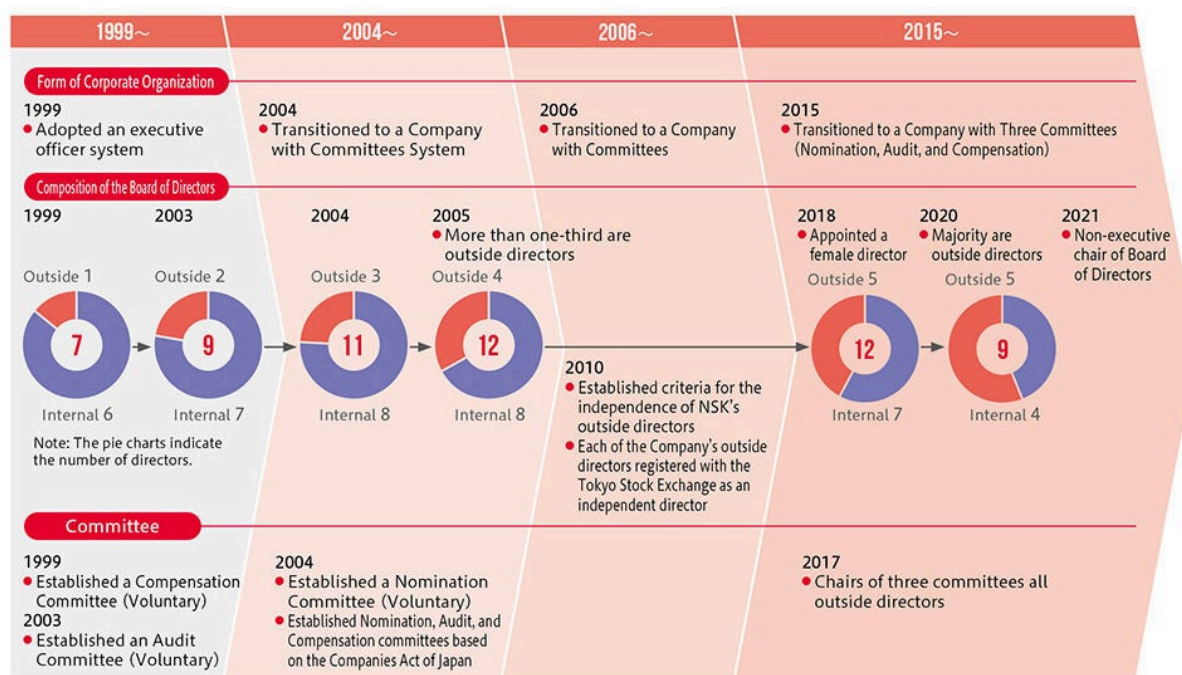 1999～
2004～
2006～
2015～
Form of Corporate Organization
1999
● Adopted an executive
officer system
2004
● Transitioned to a Company
with Committees System
2006
● Transitioned to a Company
with Committees
2015
● Transitioned to a Company with Three Committees
(Nomination, Audit, and Compensation)
Composition of the Board of Directors
1999
Outside 1
7
Internal 6
2003
Outside 2
9
Internal 7
Note: The pie charts indicate
the number of directors.
2004
Outside 3
11
Internal 8
2005
● More than one-third are
outside directors
Outside 4
12
Internal 8
2010
● Established criteria for the
independence of NSK's
outside directors
● Each of the Company's outside
directors registered with the
Tokyo Stock Exchange as an
independent director
2018
● Appointed a
female director
Outside 5
12
Internal 7
2020
● Majority are
outside directors
Outside 5
9
Internal 4
2021
● Non-executive
chair of Board
of Directors
Committee
1999
● Established a Compensation
Committee (Voluntary)
2003
● Established an Audit
Committee (Voluntary)
2004
● Established a Nomination
Committee (Voluntary)
● Established Nomination, Audit, and
Compensation committees based
on the Companies Act of Japan
2017
● Chairs of three committees all
outside directors